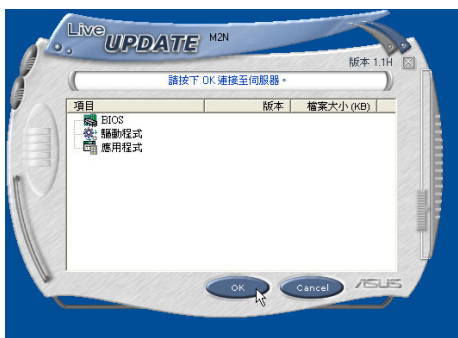 Live
UPDATE M2N
版本 1.1H
請按下 OK 連接至伺服器。
項目 版本 檔案大小 (KB)
BIOS
驅動程式
應用程式
OK Cancel ASUS